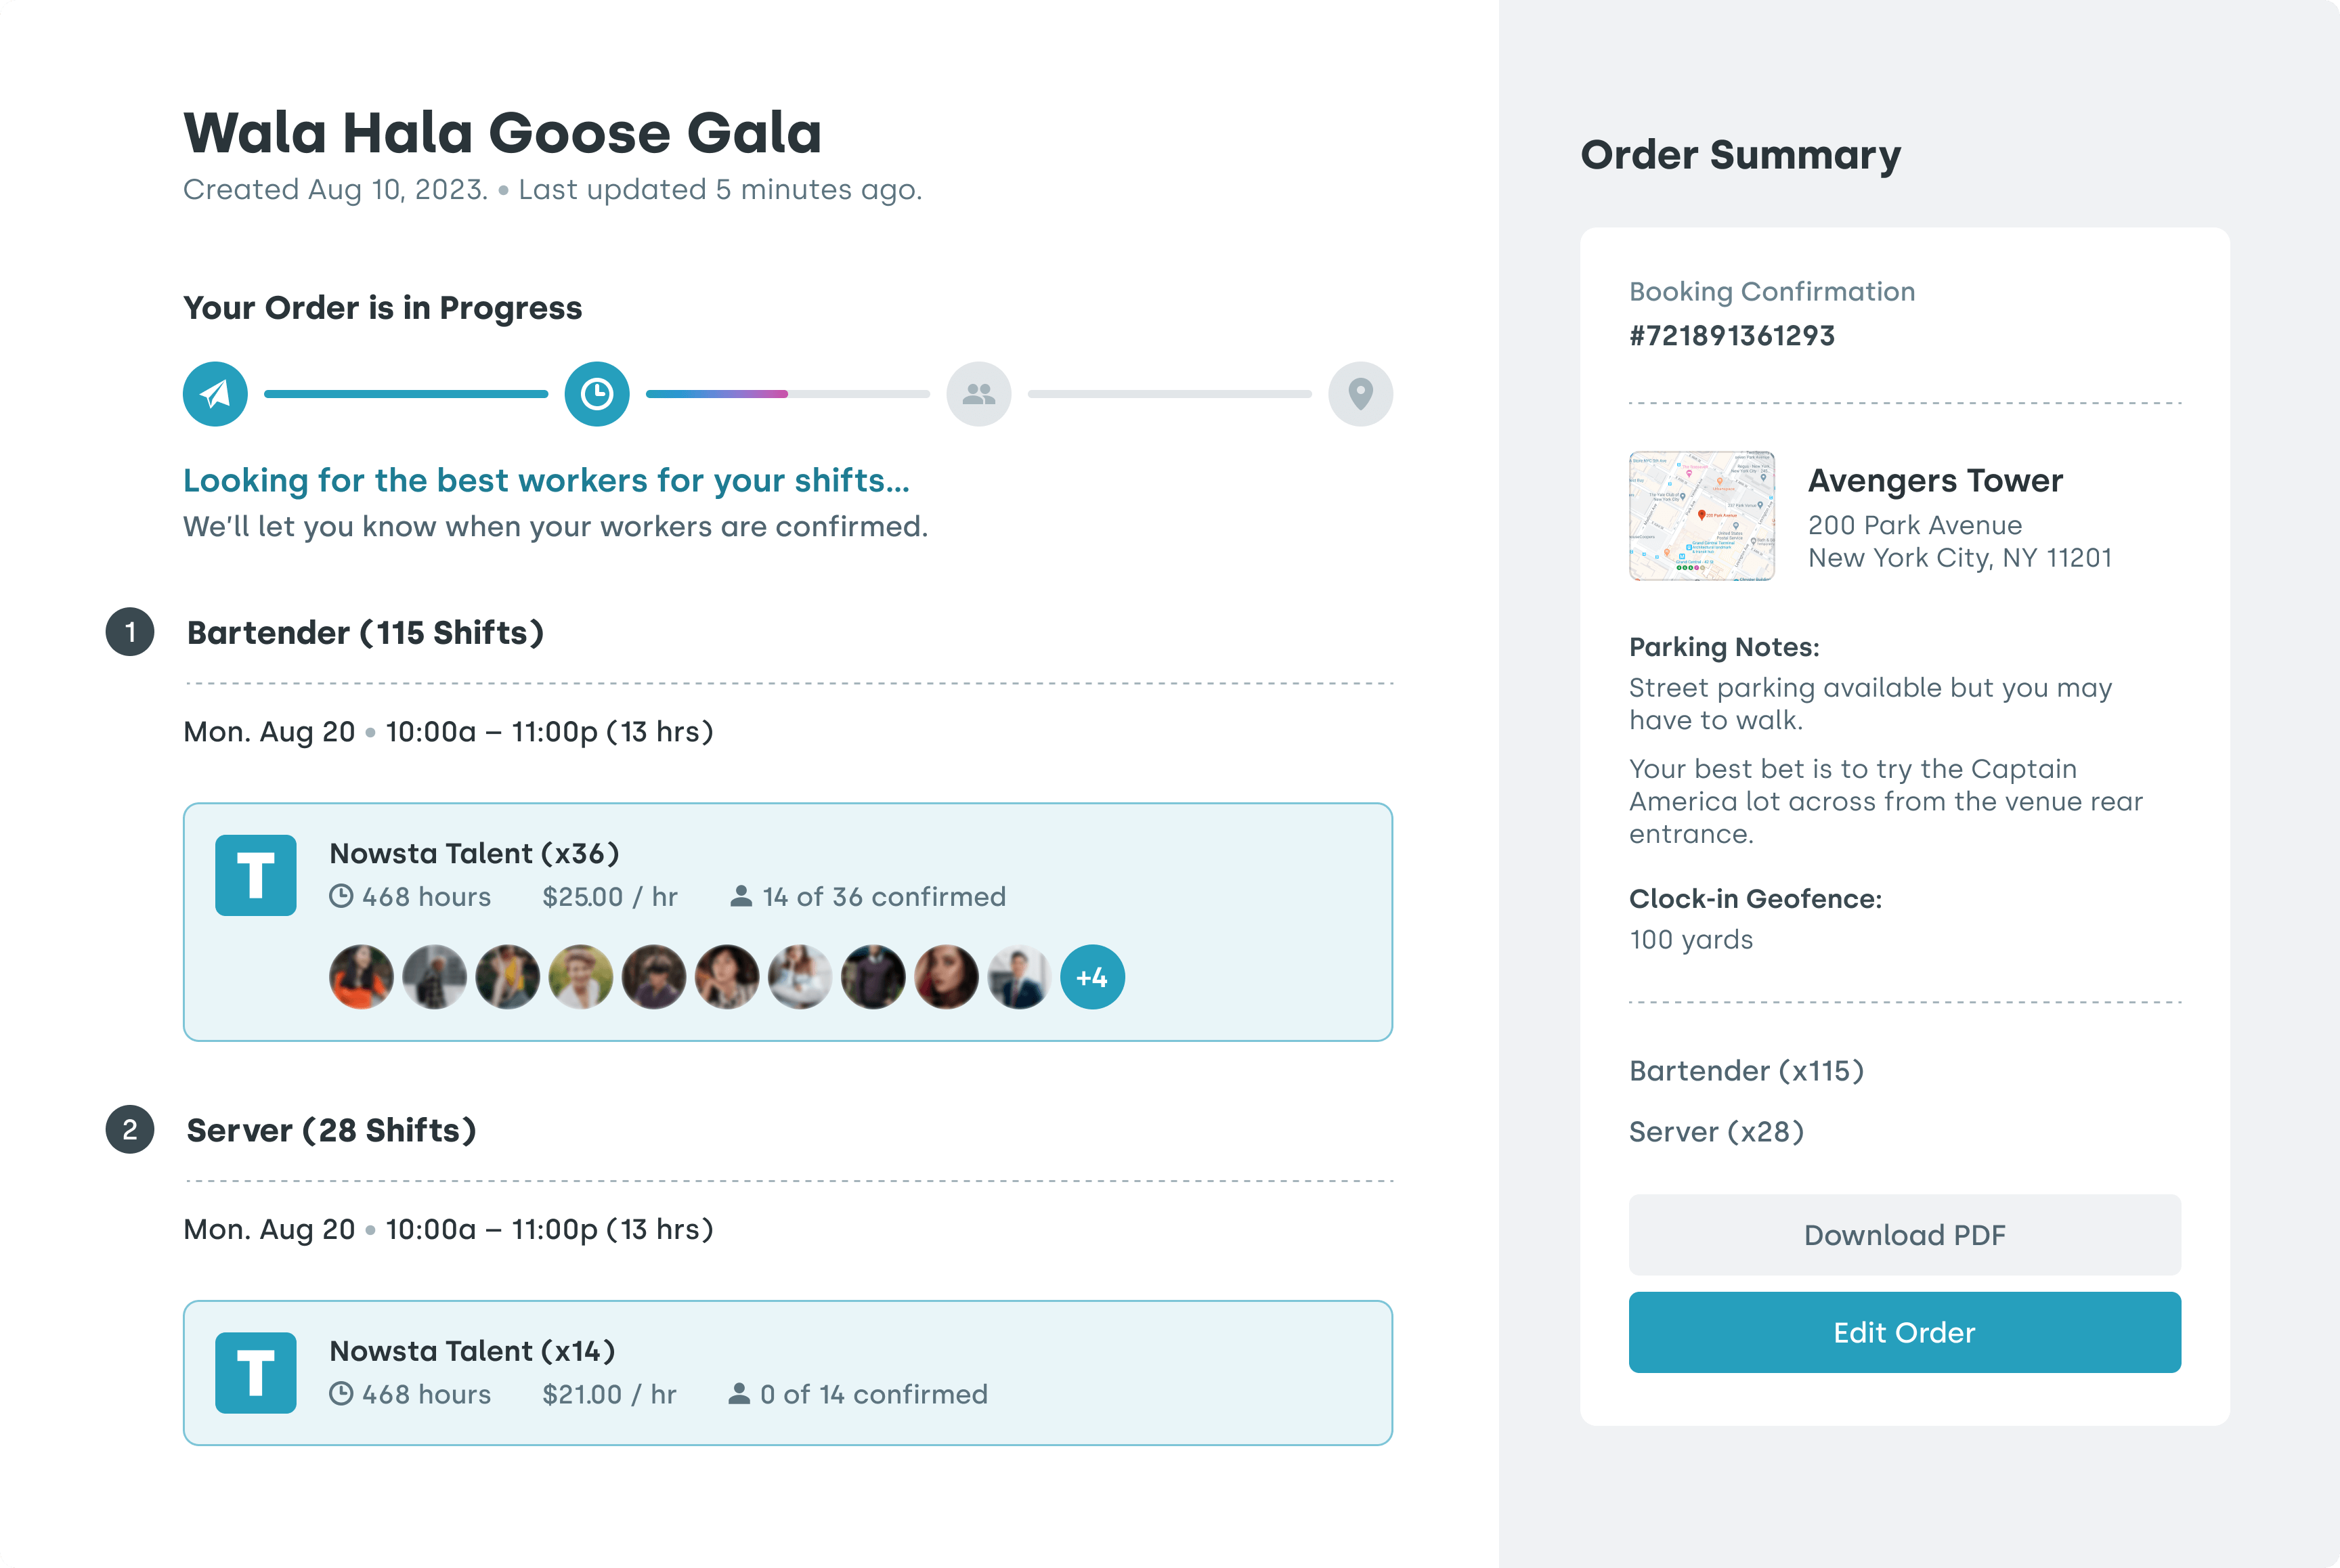 Wala Hala Goose Gala
Created Aug 10, 2023. • Last updated 5 minutes ago.
Your Order is in Progress
Looking for the best workers for your shifts...
We'll let you know when your workers are confirmed.
1 Bartender (115 Shifts)
Mon. Aug 20 • 10:00a – 11:00p (13 hrs)
T
Nowsta Talent (x36)
468 hours $25.00 / hr 14 of 36 confirmed
+4
2 Server (28 Shifts)
Mon. Aug 20 • 10:00a – 11:00p (13 hrs)
T
Nowsta Talent (x14)
468 hours $21.00 / hr 0 of 14 confirmed
Order Summary
Booking Confirmation
#721891361293
200 Park Avenue
Grand Central Terminal
Avengers Tower
200 Park Avenue
New York City, NY 11201
Parking Notes:
Street parking available but you may
have to walk.
Your best bet is to try the Captain
America lot across from the venue rear
entrance.
Clock-in Geofence:
100 yards
Bartender (x115)
Server (x28)
Download PDF
Edit Order